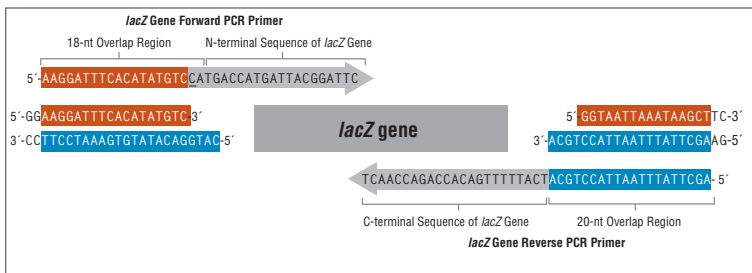 lacZ Gene Forward PCR Primer
18-nt Overlap Region N-terminal Sequence of lacZ Gene
5´-AAGGATTTCACATATGTCCATGACCATGATTACGGATTC
5´-GGAAGGATTTCACATATGTC-3´ 5´-GGTAATTAAATAAGCTTC-3´
3´-CCTTCCTAAAGTGTATACAGGTAC-5´ lacZ gene 3´-ACGTCCATTAATTTATTCGAAG-5´
TCAACCAGACCACAGTTTTTACTACGTCCATTAATTTATTCGA-5´
C-terminal Sequence of lacZ Gene 20-nt Overlap Region
lacZ Gene Reverse PCR Primer